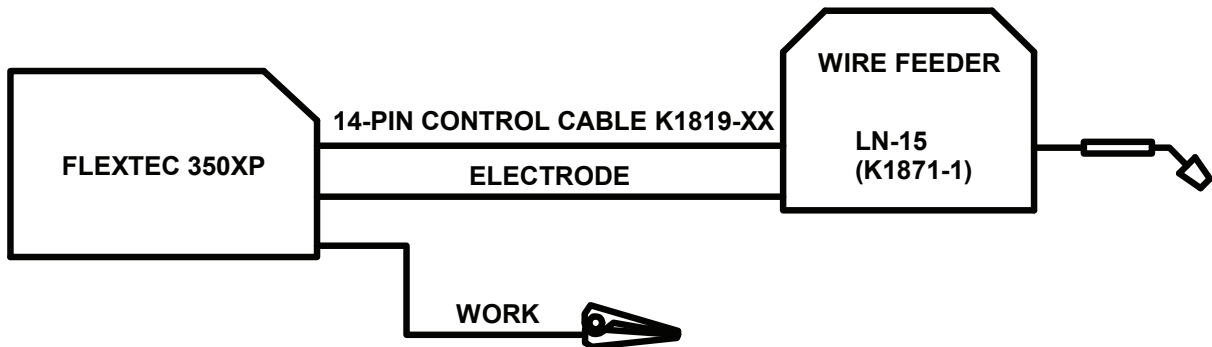 WIRE FEEDER
14-PIN CONTROL CABLE K1819-XX
FLEXTEC 350XP
LN-15
(K1871-1)
ELECTRODE
WORK